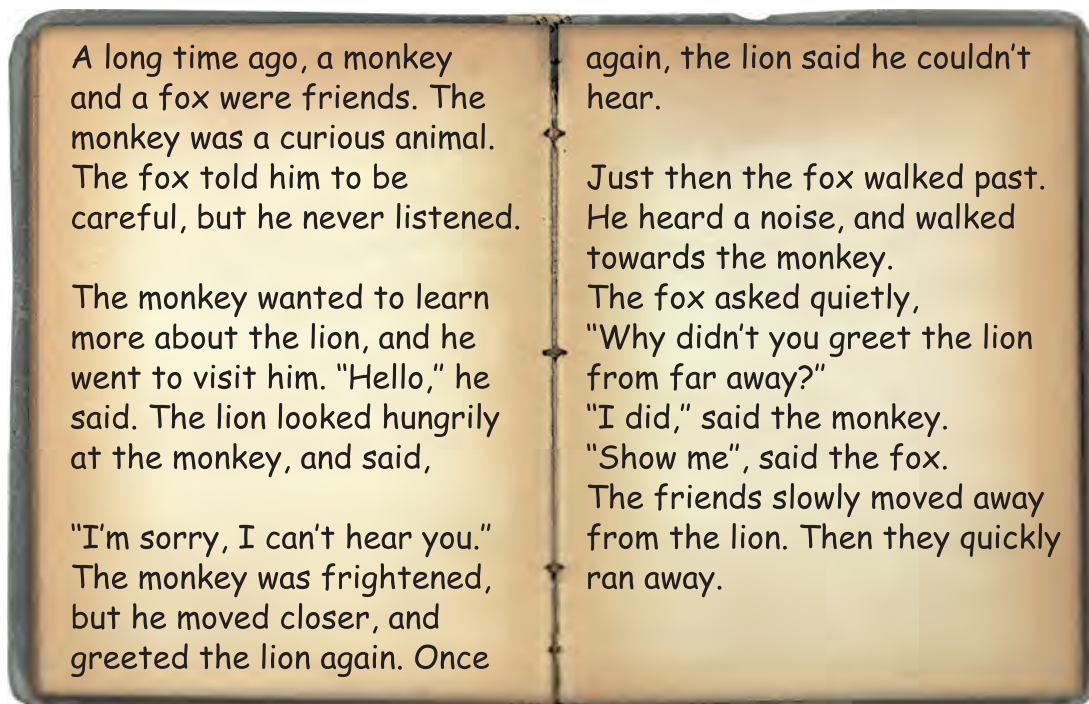 A long time ago, a monkey
and a fox were friends. The
monkey was a curious animal.
The fox told him to be
careful, but he never listened.
The monkey wanted to learn
more about the lion, and he
went to visit him. “Hello,” he
said. The lion looked hungrily
at the monkey, and said,
“I’m sorry, I can’t hear you.”
The monkey was frightened,
but he moved closer, and
greeted the lion again. Once
again, the lion said he couldn’t
hear.
Just then the fox walked past.
He heard a noise, and walked
towards the monkey.
The fox asked quietly,
“Why didn’t you greet the lion
from far away?”
“I did,” said the monkey.
“Show me”, said the fox.
The friends slowly moved away
from the lion. Then they quickly
ran away.